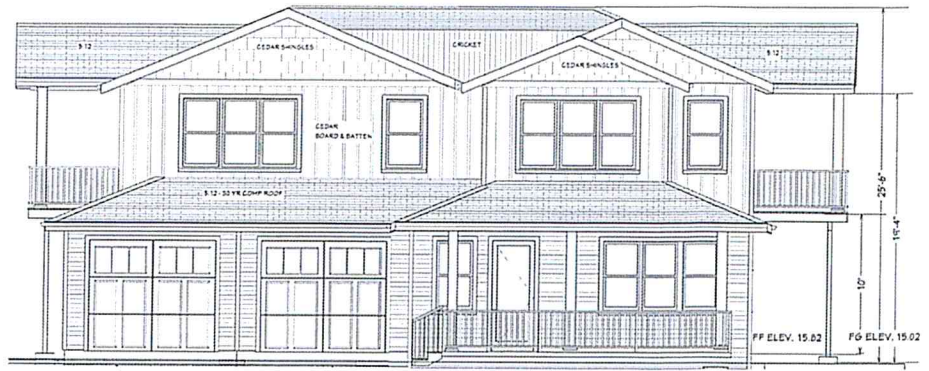 5:12
CEDAR SHINGLES
CRICKET
CEDAR SHINGLES
5:12
CEDAR
BOARD & BATTEN
5:12 - 30 YR COMP ROOF
25'-6"
19'-4"
10'
FF ELEV. 15.82
FG ELEV. 15.02